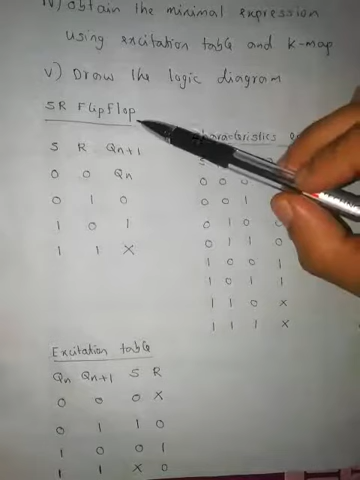 iv) obtain the minimal expression
using excitation table and K-map
v) Draw the logic diagram
SR FlipFlop
S R Qn+1
0 0 Qn
0 1 0
1 0 1
1 1 X
0 0 0
0 0 1
0 1 0
0 1 1 0
1 0 0 1
1 0 1 1
1 1 0 X
1 1 1 X
Excitation table
Qn Qn+1 S R
0 0 0 X
0 1 1 0
1 0 0 1
1 1 X 0